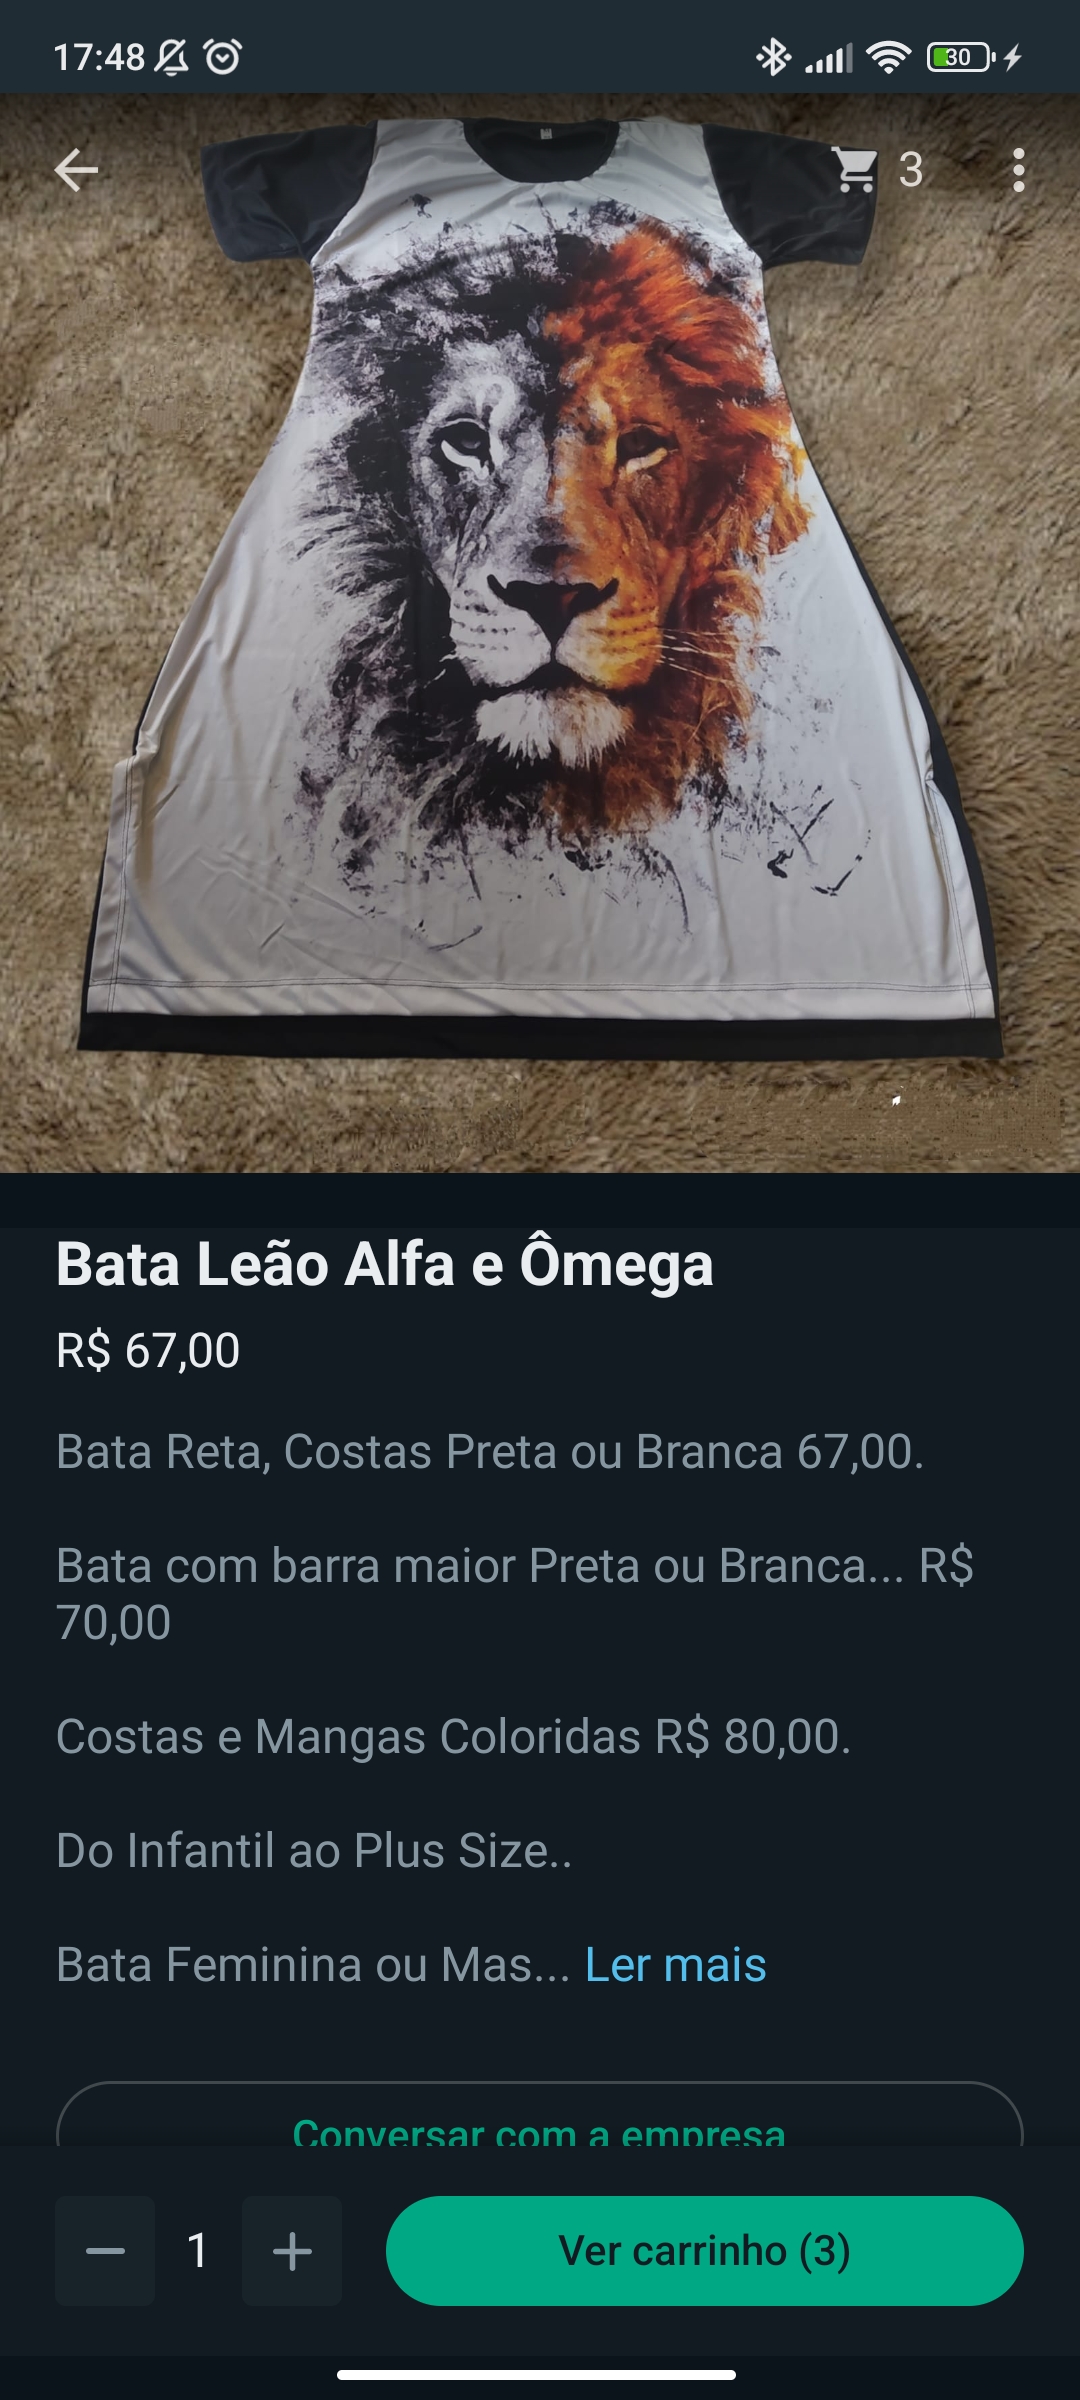 17:48
30
3
Bata Leão Alfa e Ômega
R$ 67,00
Bata Reta, Costas Preta ou Branca 67,00.
Bata com barra maior Preta ou Branca... R$
70,00
Costas e Mangas Coloridas R$ 80,00.
Do Infantil ao Plus Size..
Bata Feminina ou Mas... Ler mais
Conversar com a empresa
1
Ver carrinho (3)